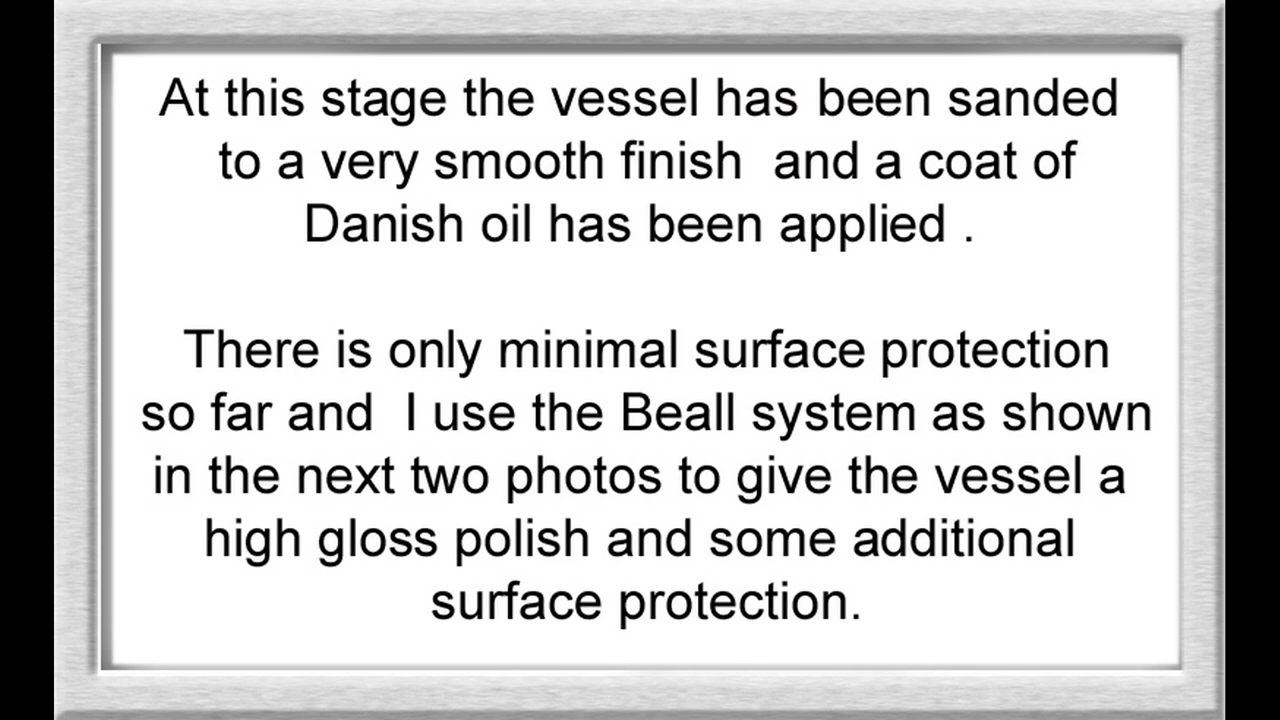 At this stage the vessel has been sanded
to a very smooth finish  and a coat of
Danish oil has been applied .
There is only minimal surface protection
so far and  I use the Beall system as shown
in the next two photos to give the vessel a
high gloss polish and some additional
surface protection.